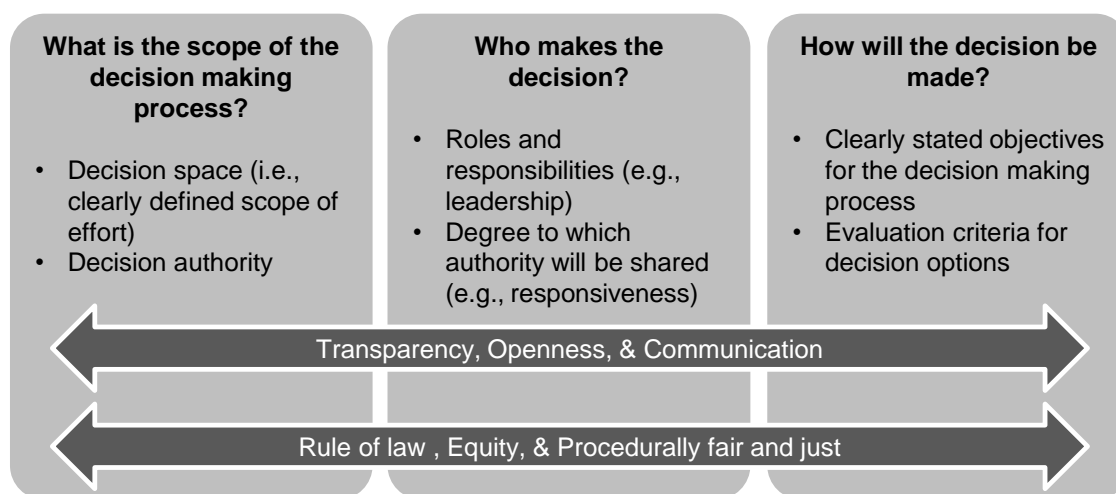 What is the scope of the
decision making
process?
• Decision space (i.e.,
clearly defined scope of
effort)
• Decision authority
Who makes the
decision?
• Roles and
responsibilities (e.g.,
leadership)
• Degree to which
authority will be shared
(e.g., responsiveness)
How will the decision be
made?
• Clearly stated objectives
for the decision making
process
• Evaluation criteria for
decision options
Transparency, Openness, & Communication
Rule of law , Equity, & Procedurally fair and just